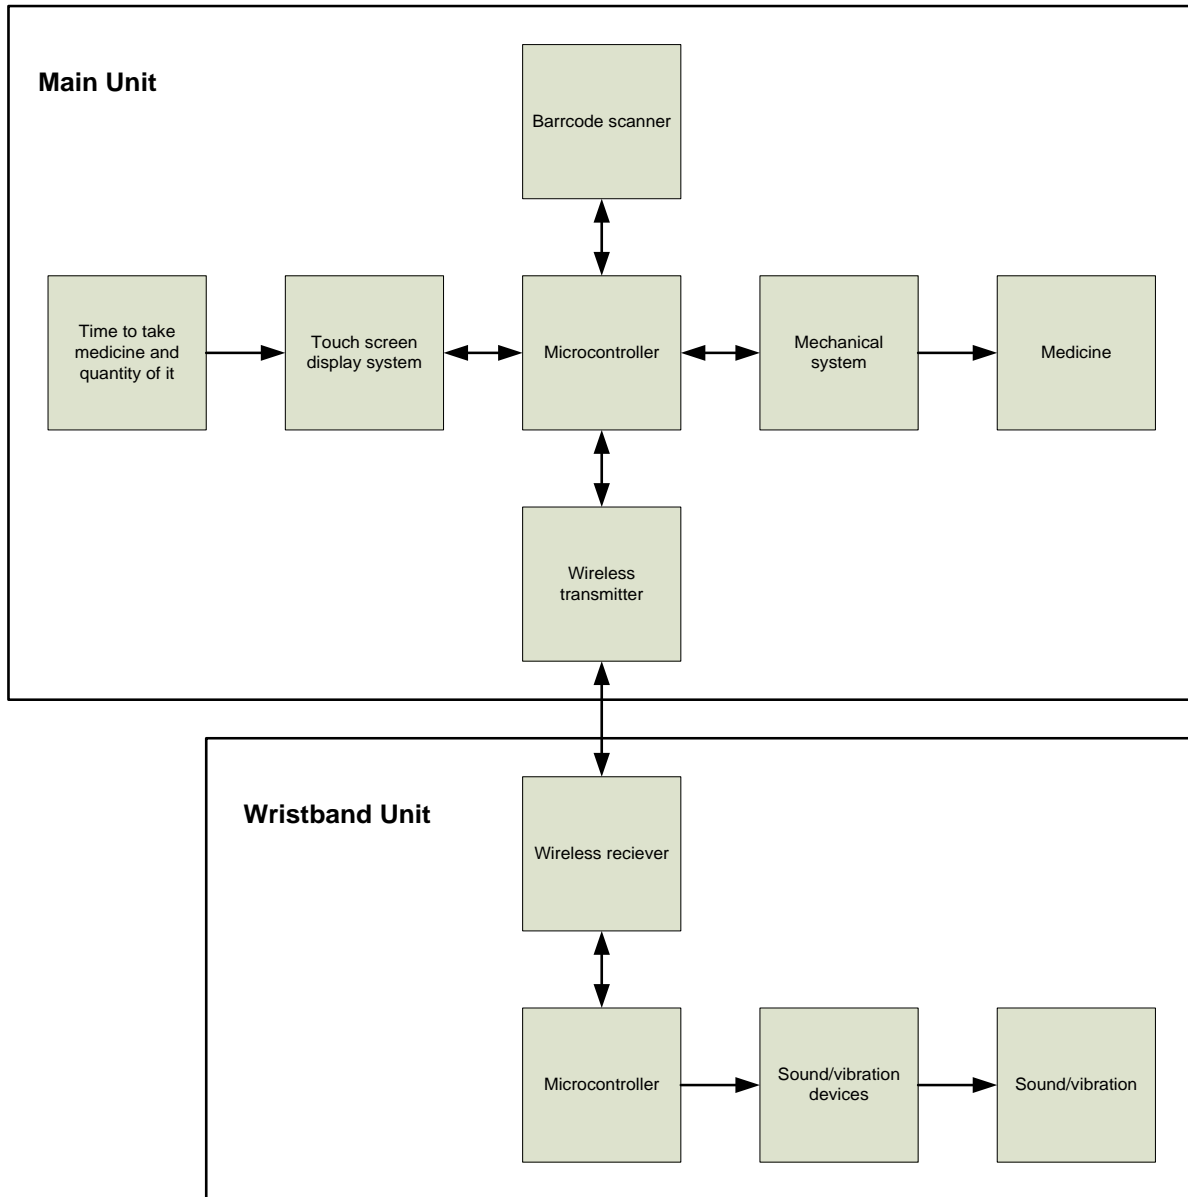 Main Unit
Barrcode scanner
Time to take
medicine and
quantity of it
Touch screen
display system
Microcontroller
Mechanical
system
Medicine
Wireless
transmitter
Wristband Unit
Wireless reciever
Microcontroller
Sound/vibration
devices
Sound/vibration